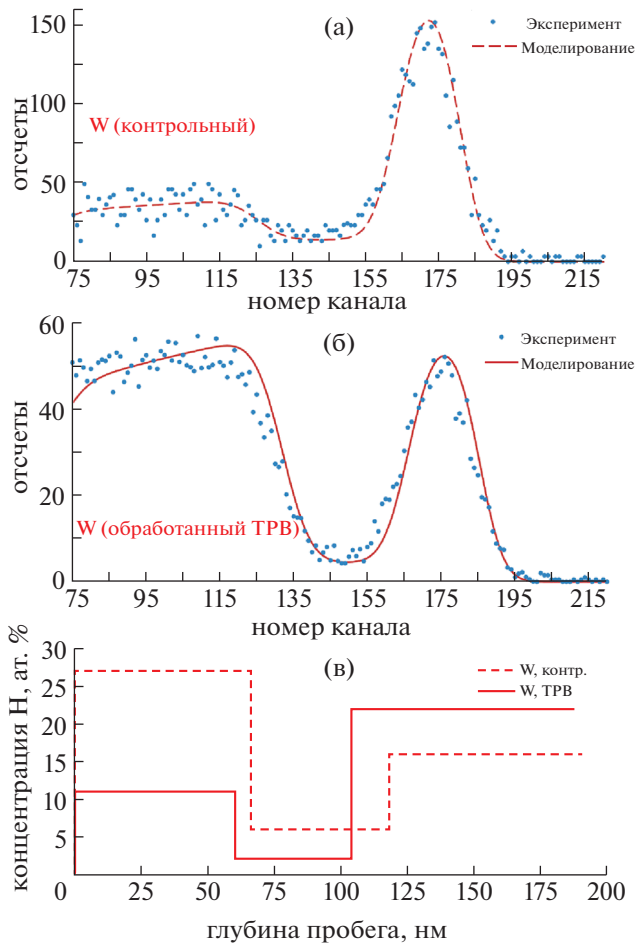 (а)
Эксперимент
Моделирование
W (контрольный)
отсчеты
150
100
50
0
75 95 115 135 155 175 195 215
номер канала
(б)
Эксперимент
Моделирование
W (обработанный ТРВ)
отсчеты
60
40
20
0
75 95 115 135 155 175 195 215
номер канала
(в)
W, контр.
W, ТРВ
концентрация Н, ат. %
30
25
20
15
10
5
0 25 50 75 100 125 150 175 200
глубина пробега, нм